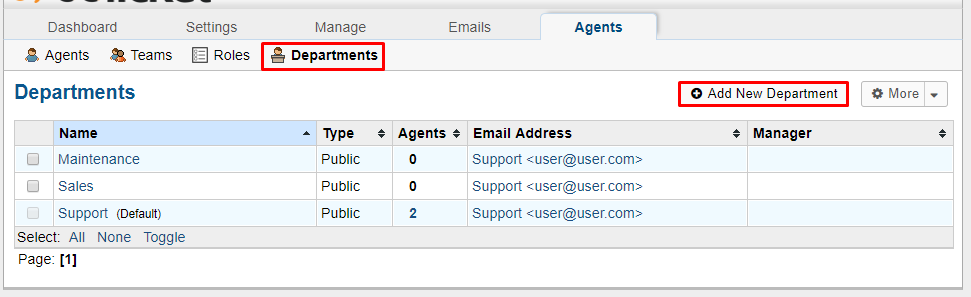 Dashboard Settings Manage Emails Agents
Agents Teams Roles Departments
Departments Add New Department More
Name Type Agents Email Address Manager
Maintenance Public 0 Support <user@user.com>
Sales Public 0 Support <user@user.com>
Support (Default) Public 2 Support <user@user.com>
Select: All None Toggle
Page: [1]